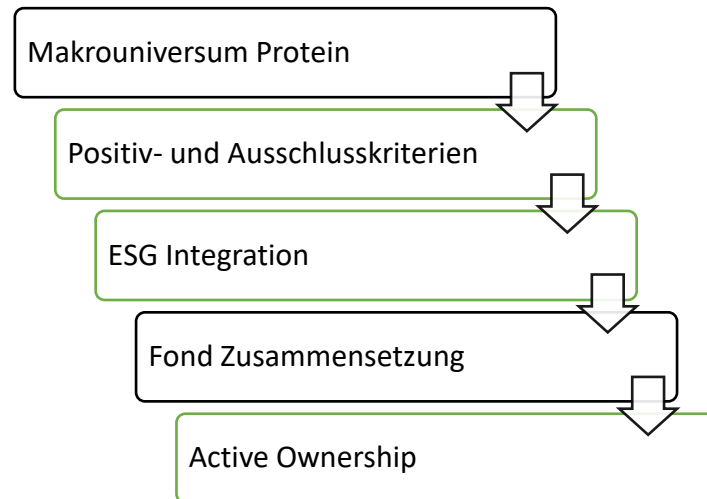 Makrouniversum Protein
Positiv- und Ausschlusskriterien
ESG Integration
Fond Zusammensetzung
Active Ownership